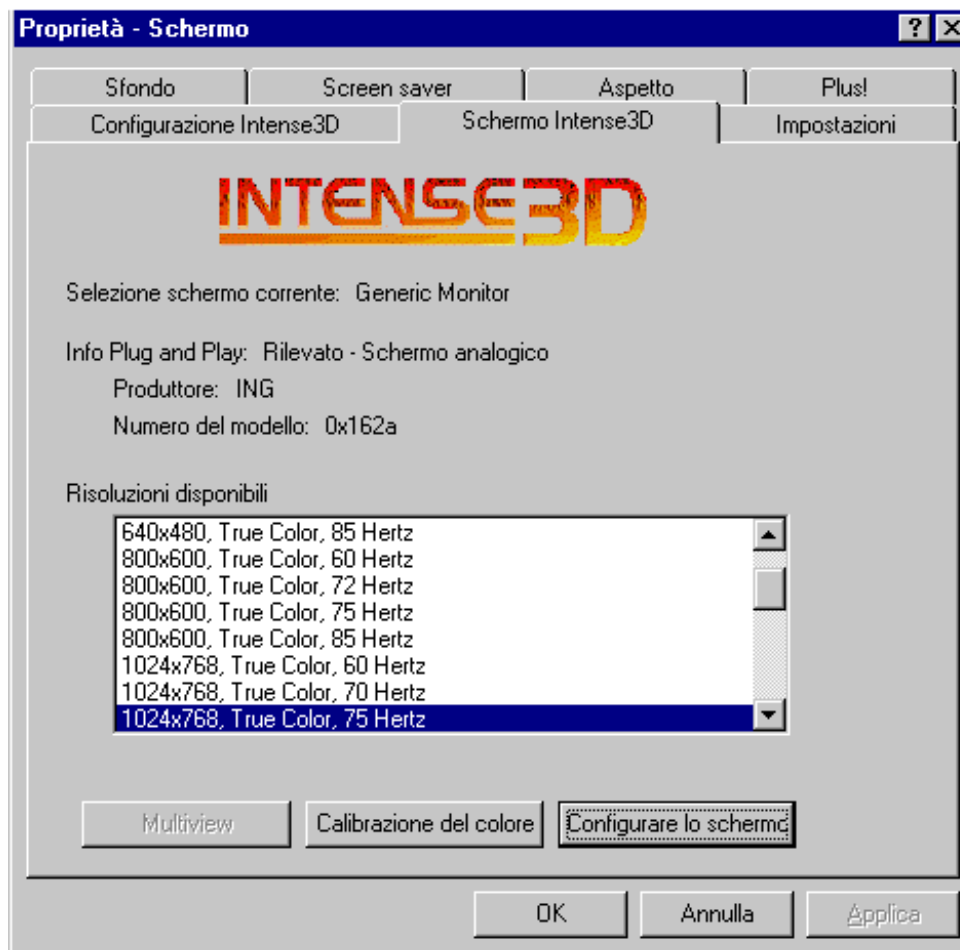 Proprietà - Schermo
Sfondo Screen saver Aspetto Plus!
Configurazione Intense3D Schermo Intense3D Impostazioni
INTENSE3D
Selezione schermo corrente: Generic Monitor
Info Plug and Play: Rilevato - Schermo analogico
Produttore: ING
Numero del modello: 0x162a
Risoluzioni disponibili
640x480, True Color, 85 Hertz
800x600, True Color, 60 Hertz
800x600, True Color, 72 Hertz
800x600, True Color, 75 Hertz
800x600, True Color, 85 Hertz
1024x768, True Color, 60 Hertz
1024x768, True Color, 70 Hertz
1024x768, True Color, 75 Hertz
Multiview Calibrazione del colore Configurare lo schermo
OK Annulla Applica